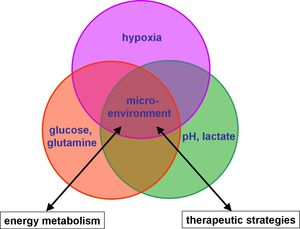 hypoxia
micro-
environment
glucose,
glutamine
pH, lactate
energy metabolism
therapeutic strategies